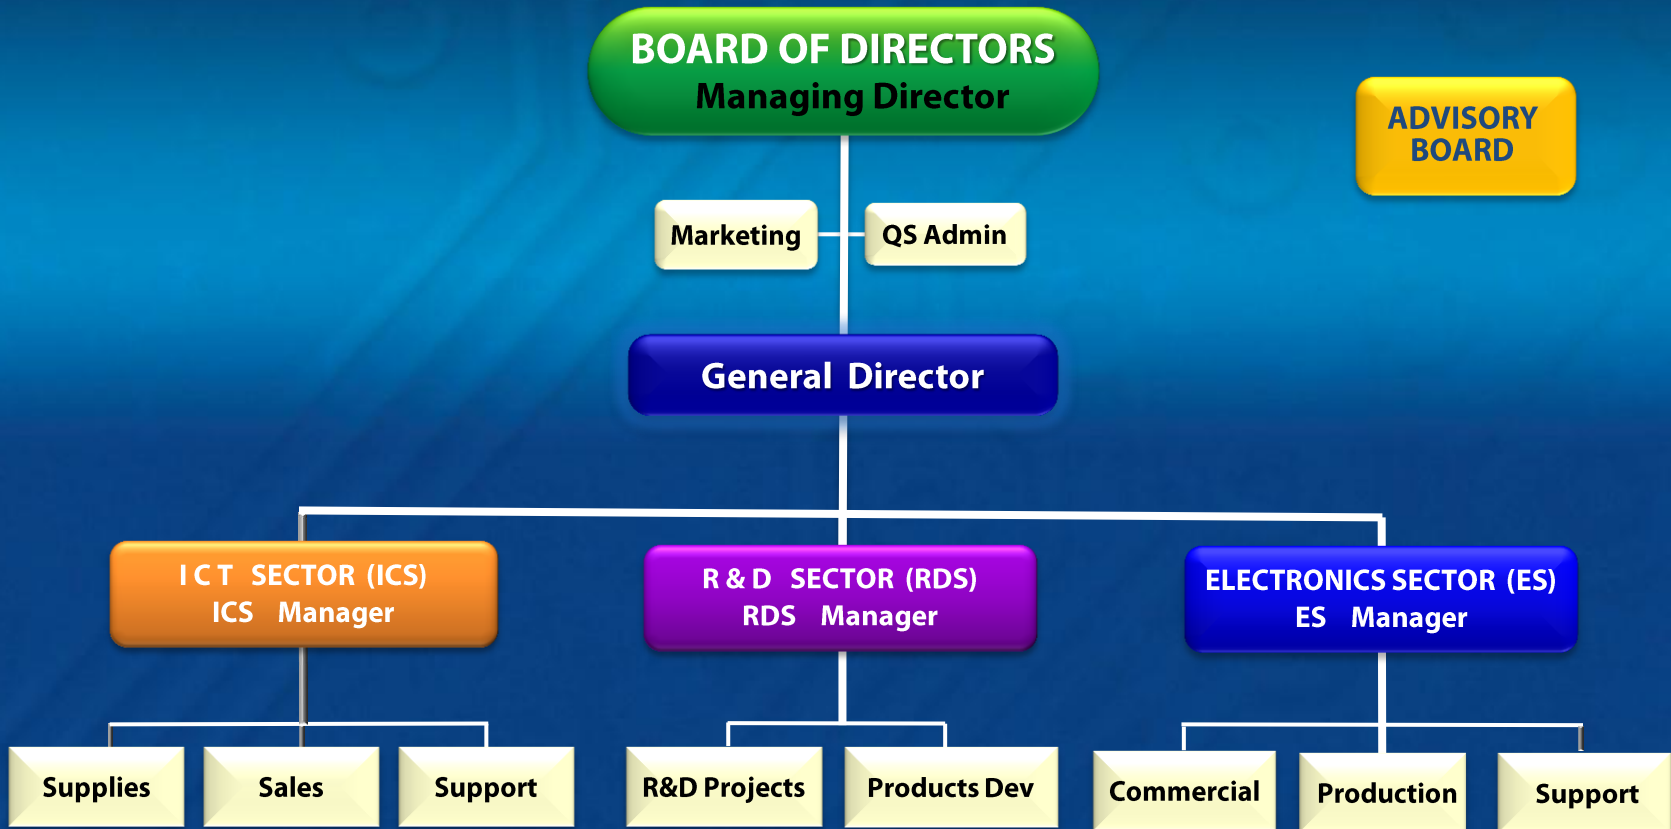 BOARD OF DIRECTORS
Managing Director
ADVISORY
BOARD
Marketing
QS Admin
General Director
I C T SECTOR (ICS)
ICS Manager
R & D SECTOR (RDS)
RDS Manager
ELECTRONICS SECTOR (ES)
ES Manager
Supplies
Sales
Support
R&D Projects
Products Dev
Commercial
Production
Support